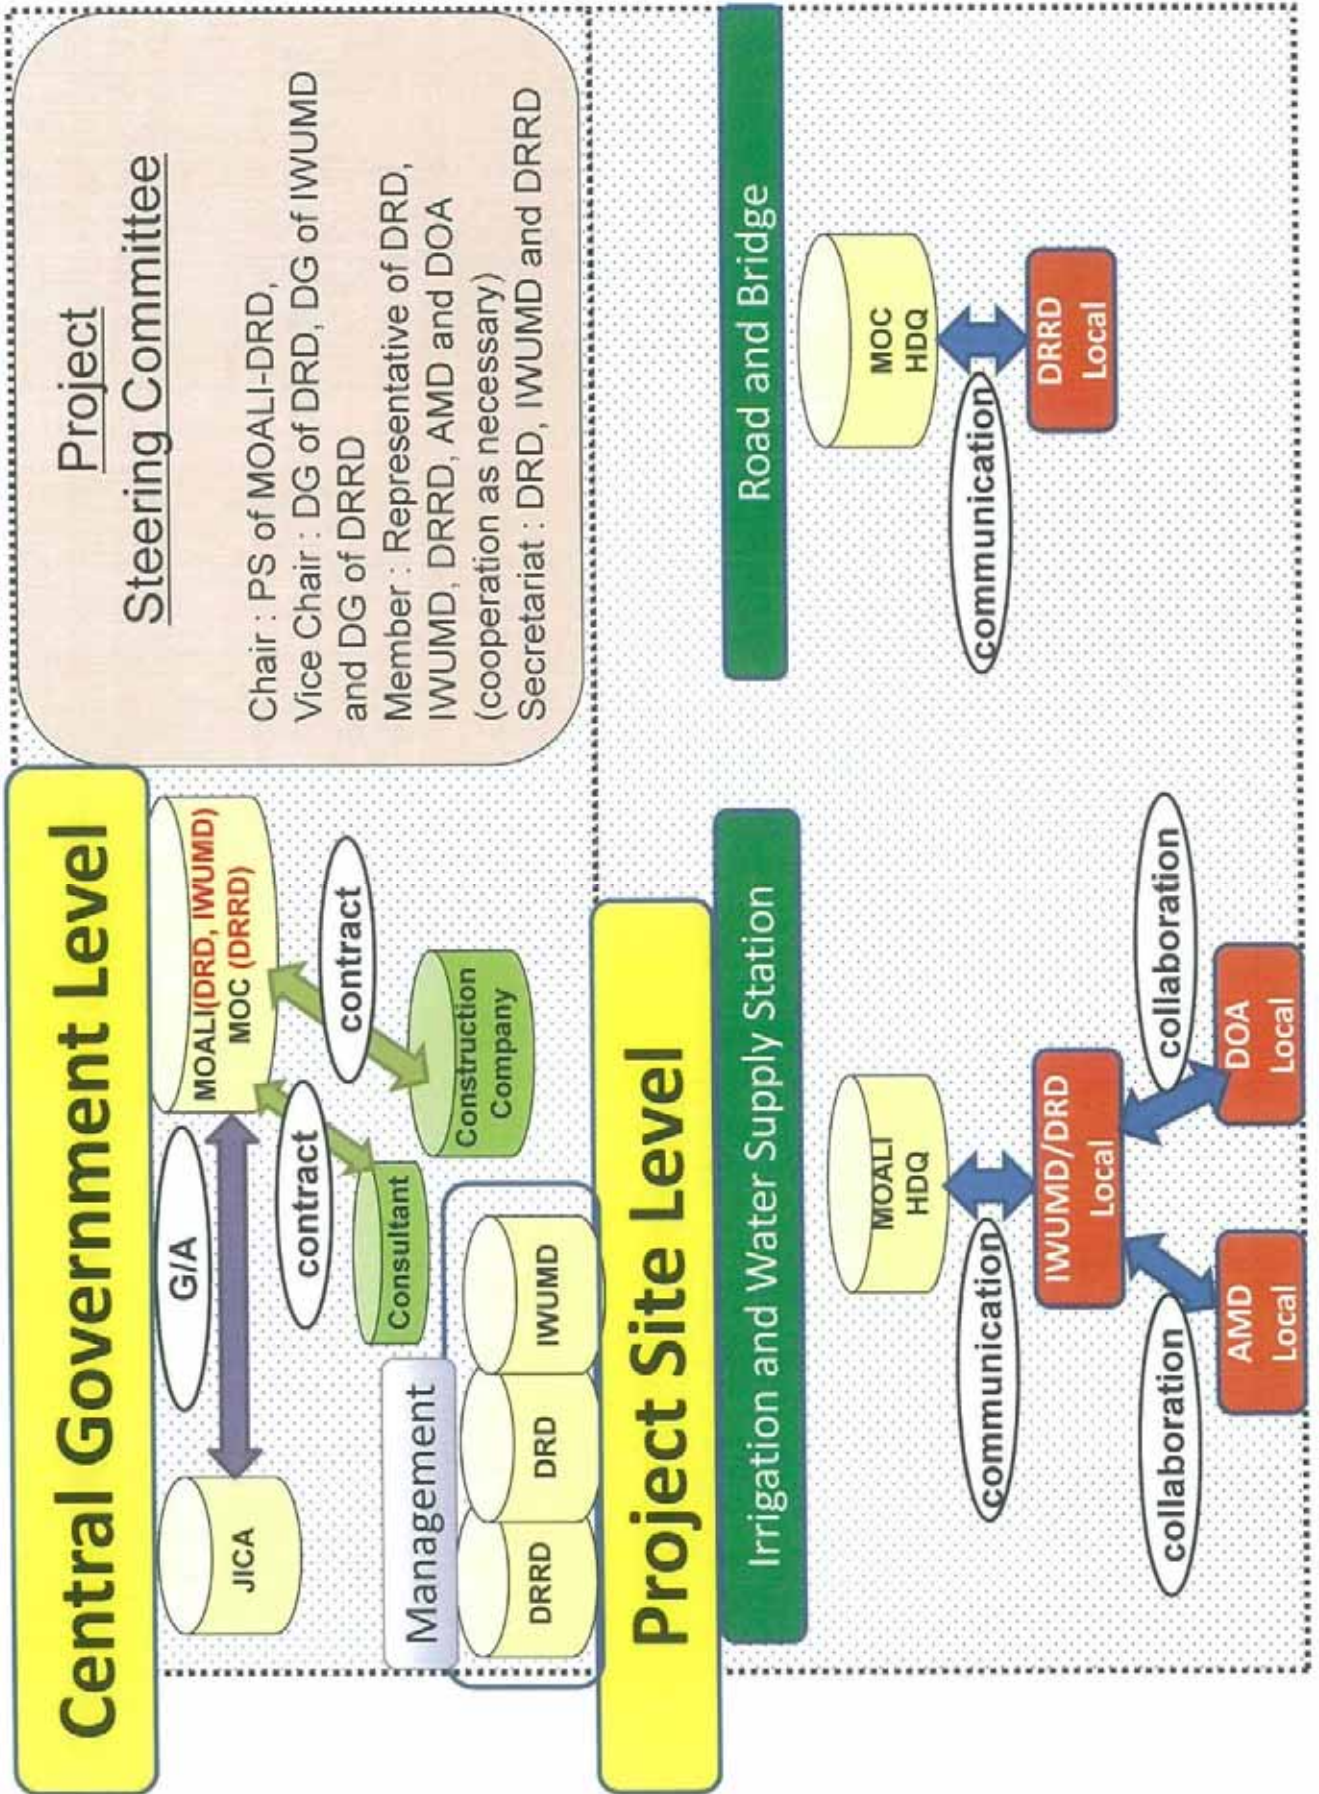 Central Government Level
JICA
G/A
MOALI(DRD, IWUMD)
MOC (DRRD)
contract
contract
Consultant
Construction
Company
Management
DRRD
DRD
IWUMD
Project
Steering Committee
Chair : PS of MOALI-DRD,
Vice Chair : DG of DRD, DG of IWUMD
and DG of DRRD
Member : Representative of DRD,
IWUMD, DRRD, AMD and DOA
(cooperation as necessary)
Secretariat : DRD, IWUMD and DRRD
Project Site Level
Irrigation and Water Supply Station
MOALI
HDQ
communication
IWUMD/DRD
Local
collaboration
collaboration
AMD
Local
DOA
Local
Road and Bridge
MOC
HDQ
communication
DRRD
Local